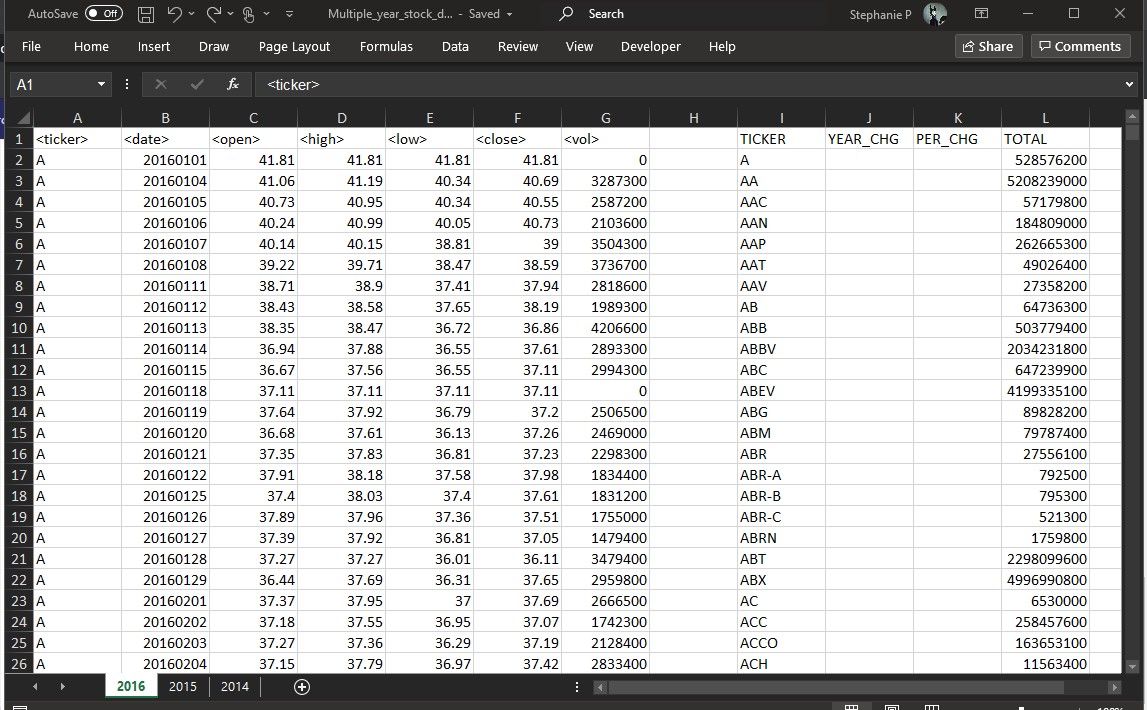 AutoSave Off Multiple_year_stock_d... - Saved Search Stephanie P
File Home Insert Draw Page Layout Formulas Data Review View Developer Help Share Comments
A1 fx <ticker>
A B C D E F G H I J K L
1 <ticker> <date> <open> <high> <low> <close> <vol> TICKER YEAR_CHG PER_CHG TOTAL
2 A 20160101 41.81 41.81 41.81 41.81 0 A 528576200
3 A 20160104 41.06 41.19 40.34 40.69 3287300 AA 5208239000
4 A 20160105 40.73 40.95 40.34 40.55 2587200 AAC 57179800
5 A 20160106 40.24 40.99 40.05 40.73 2103600 AAN 184809000
6 A 20160107 40.14 40.15 38.81 39 3504300 AAP 262665300
7 A 20160108 39.22 39.71 38.47 38.59 3736700 AAT 49026400
8 A 20160111 38.71 38.9 37.41 37.94 2818600 AAV 27358200
9 A 20160112 38.43 38.58 37.65 38.19 1989300 AB 64736300
10 A 20160113 38.35 38.47 36.72 36.86 4206600 ABB 503779400
11 A 20160114 36.94 37.88 36.55 37.61 2893300 ABBV 2034231800
12 A 20160115 36.67 37.56 36.55 37.11 2994300 ABC 647239900
13 A 20160118 37.11 37.11 37.11 37.11 0 ABEV 4199335100
14 A 20160119 37.64 37.92 36.79 37.2 2506500 ABG 89828200
15 A 20160120 36.68 37.61 36.13 37.26 2469000 ABM 79787400
16 A 20160121 37.35 37.83 36.81 37.23 2298300 ABR 27556100
17 A 20160122 37.91 38.18 37.58 37.98 1834400 ABR-A 792500
18 A 20160125 37.4 38.03 37.4 37.61 1831200 ABR-B 795300
19 A 20160126 37.89 37.96 37.36 37.51 1755000 ABR-C 521300
20 A 20160127 37.39 37.92 36.81 37.05 1479400 ABRN 1759800
21 A 20160128 37.27 37.27 36.01 36.11 3479400 ABT 2298099600
22 A 20160129 36.44 37.69 36.31 37.65 2959800 ABX 4996990800
23 A 20160201 37.37 37.95 37 37.69 2666500 AC 6530000
24 A 20160202 37.18 37.55 36.95 37.07 1742300 ACC 258457600
25 A 20160203 37.27 37.36 36.29 37.19 2128400 ACCO 163653100
26 A 20160204 37.15 37.79 36.97 37.42 2833400 ACH 11563400
2016 2015 2014